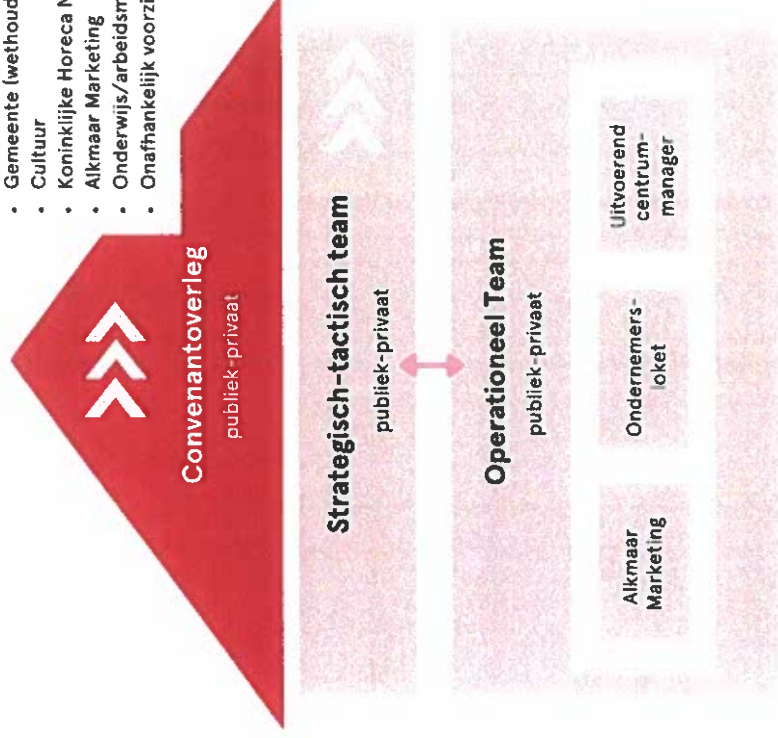 Gemeente (wethoud
Cultuur
Koninklijke Horeca N
Alkmaar Marketing
Onderwijs/arbeidsm
Onafhankelijk voorzi
Convenantoverleg
publiek-privaat
Strategisch-tactisch team
publiek-privaat
Operationeel Team
publiek-privaat
Alkmaar
Marketing
Ondernemers-
loket
Uitvoerend
centrum-
manager